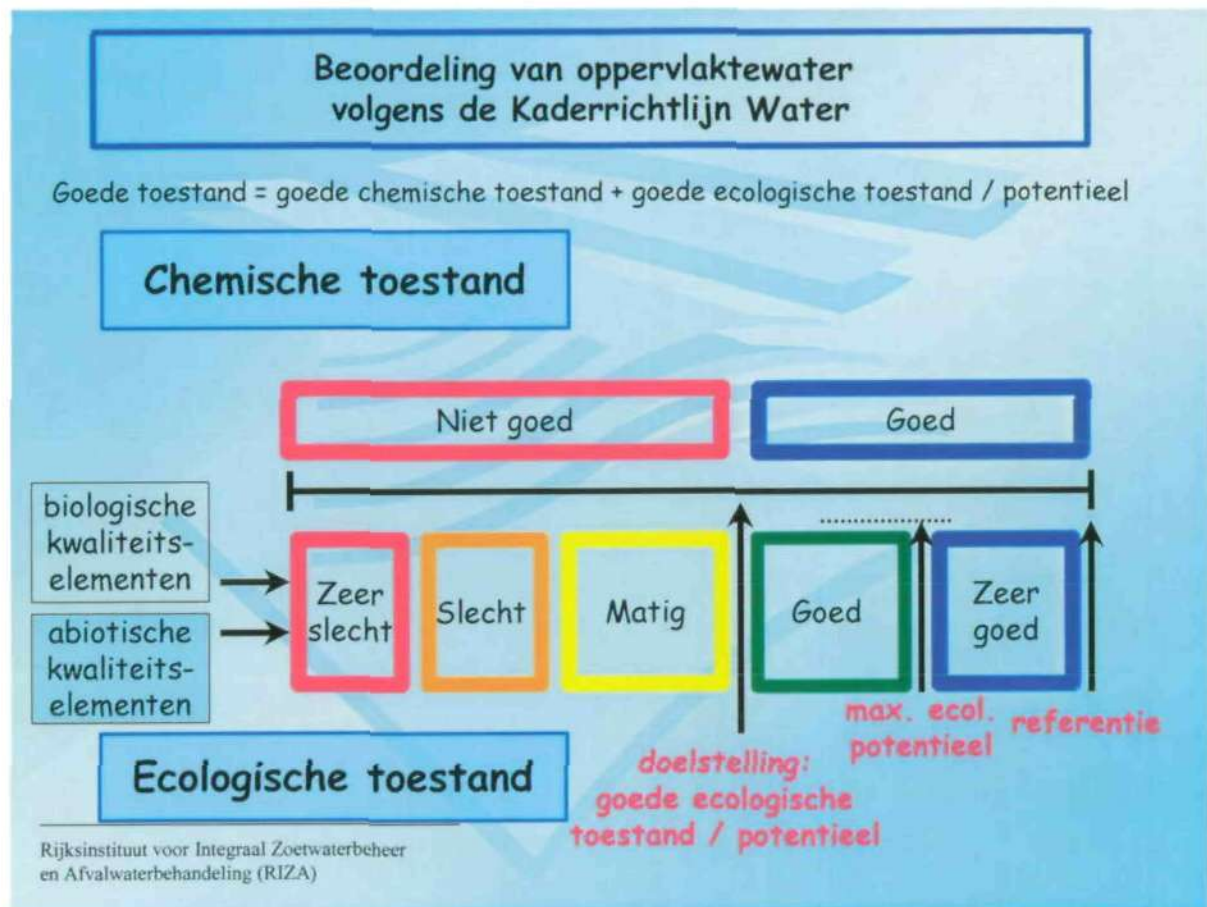 Beoordeling van oppervlaktewater
volgens de Kaderrichtlijn Water
Goede toestand = goede chemische toestand + goede ecologische toestand / potentieel
Chemische toestand
Niet goed
Goed
biologische
kwaliteits-
elementen
abiotische
kwaliteits-
elementen
Zeer
slecht
Slecht
Matig
Goed
Zeer
goed
max. ecol.
potentieel
referentie
doelstelling:
goede ecologische
toestand / potentieel
Ecologische toestand
Rijksinstituut voor Integraal Zoetwaterbeheer
en Afvalwaterbehandeling (RIZA)